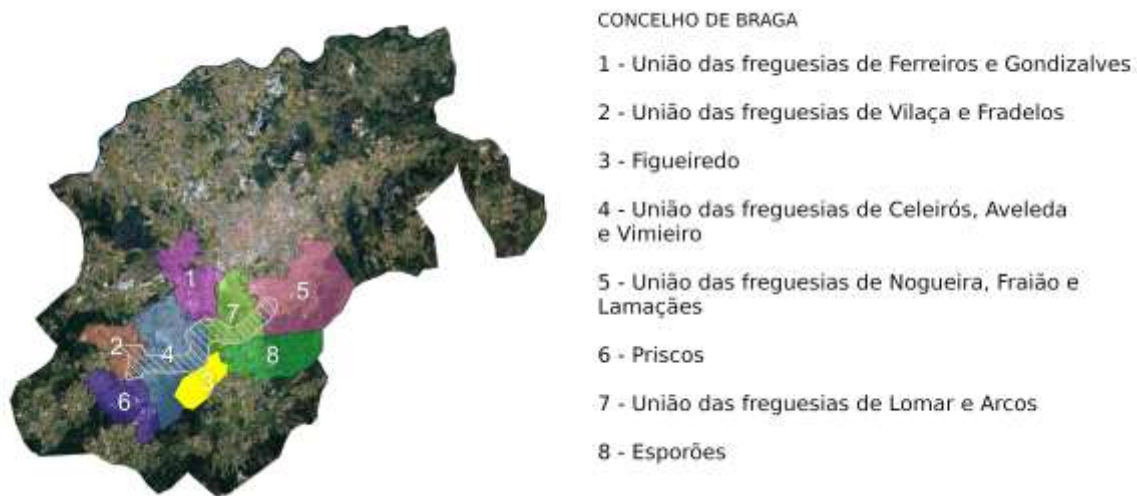 CONCELHO DE BRAGA
1 - União das freguesias de Ferreiros e Gondizalves
2 - União das freguesias de Vilaça e Fradelos
3 - Figueiredo
4 - União das freguesias de Celeirós, Aveleda
e Vimieiro
5 - União das freguesias de Nogueira, Fraião e
Lamaçães
6 - Priscos
7 - União das freguesias de Lomar e Arcos
8 - Esporões
1
5
7
2
4
8
3
6